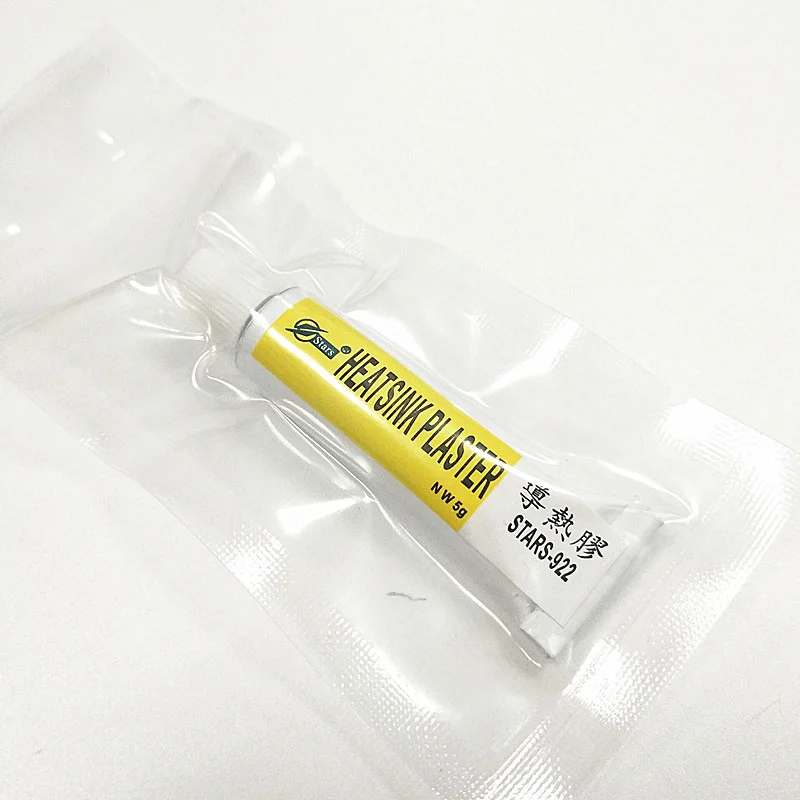 Stars®
HEATSINK PLASTER
NW 5g
導熱膠
STARS-922